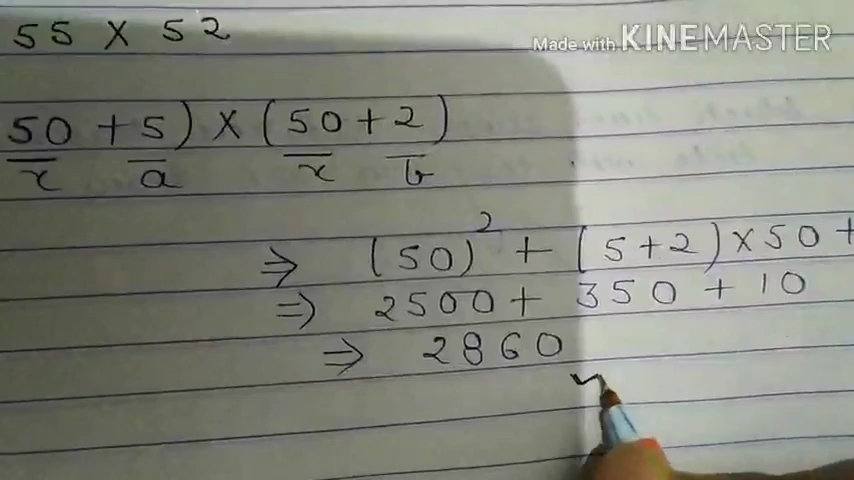 Made with KINEMASTER
55 × 52
50 + 5) × (50 + 2)
x a x b
⇒ (50)² + (5+2) × 50 +
⇒ 2500 + 350 + 10
⇒ 2860